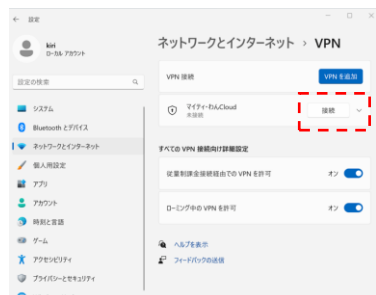 ← 設定
kiri
ローカル アカウント
設定の検索
システム
Bluetooth とデバイス
ネットワークとインターネット
個人用設定
アプリ
アカウント
時刻と言語
ゲーム
アクセシビリティ
プライバシーとセキュリティ
ネットワークとインターネット › VPN
VPN 接続
VPN を追加
マイティーわんCloud
未接続
接続
すべての VPN 接続向け詳細設定
従量制課金接続経由での VPN を許可
オン
ローミング中の VPN を許可
オン
ヘルプを表示
フィードバックの送信